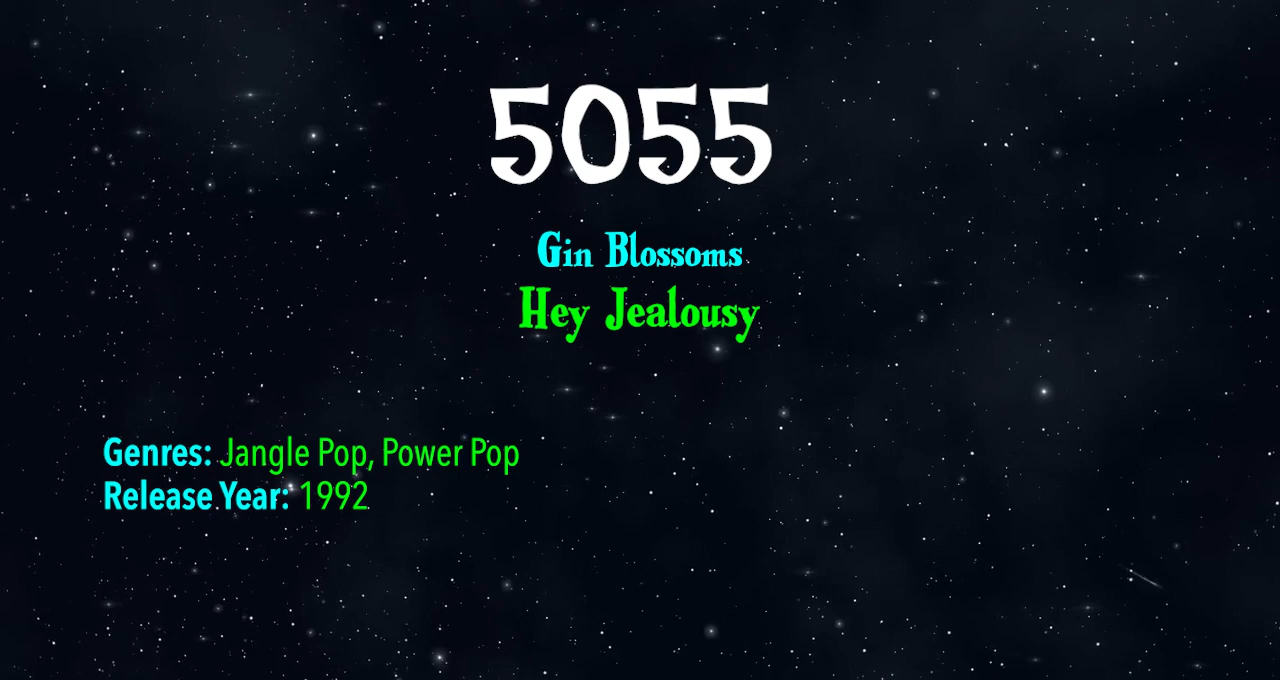 5055
Gin Blossoms
Hey Jealousy
Genres: Jangle Pop, Power Pop
Release Year: 1992